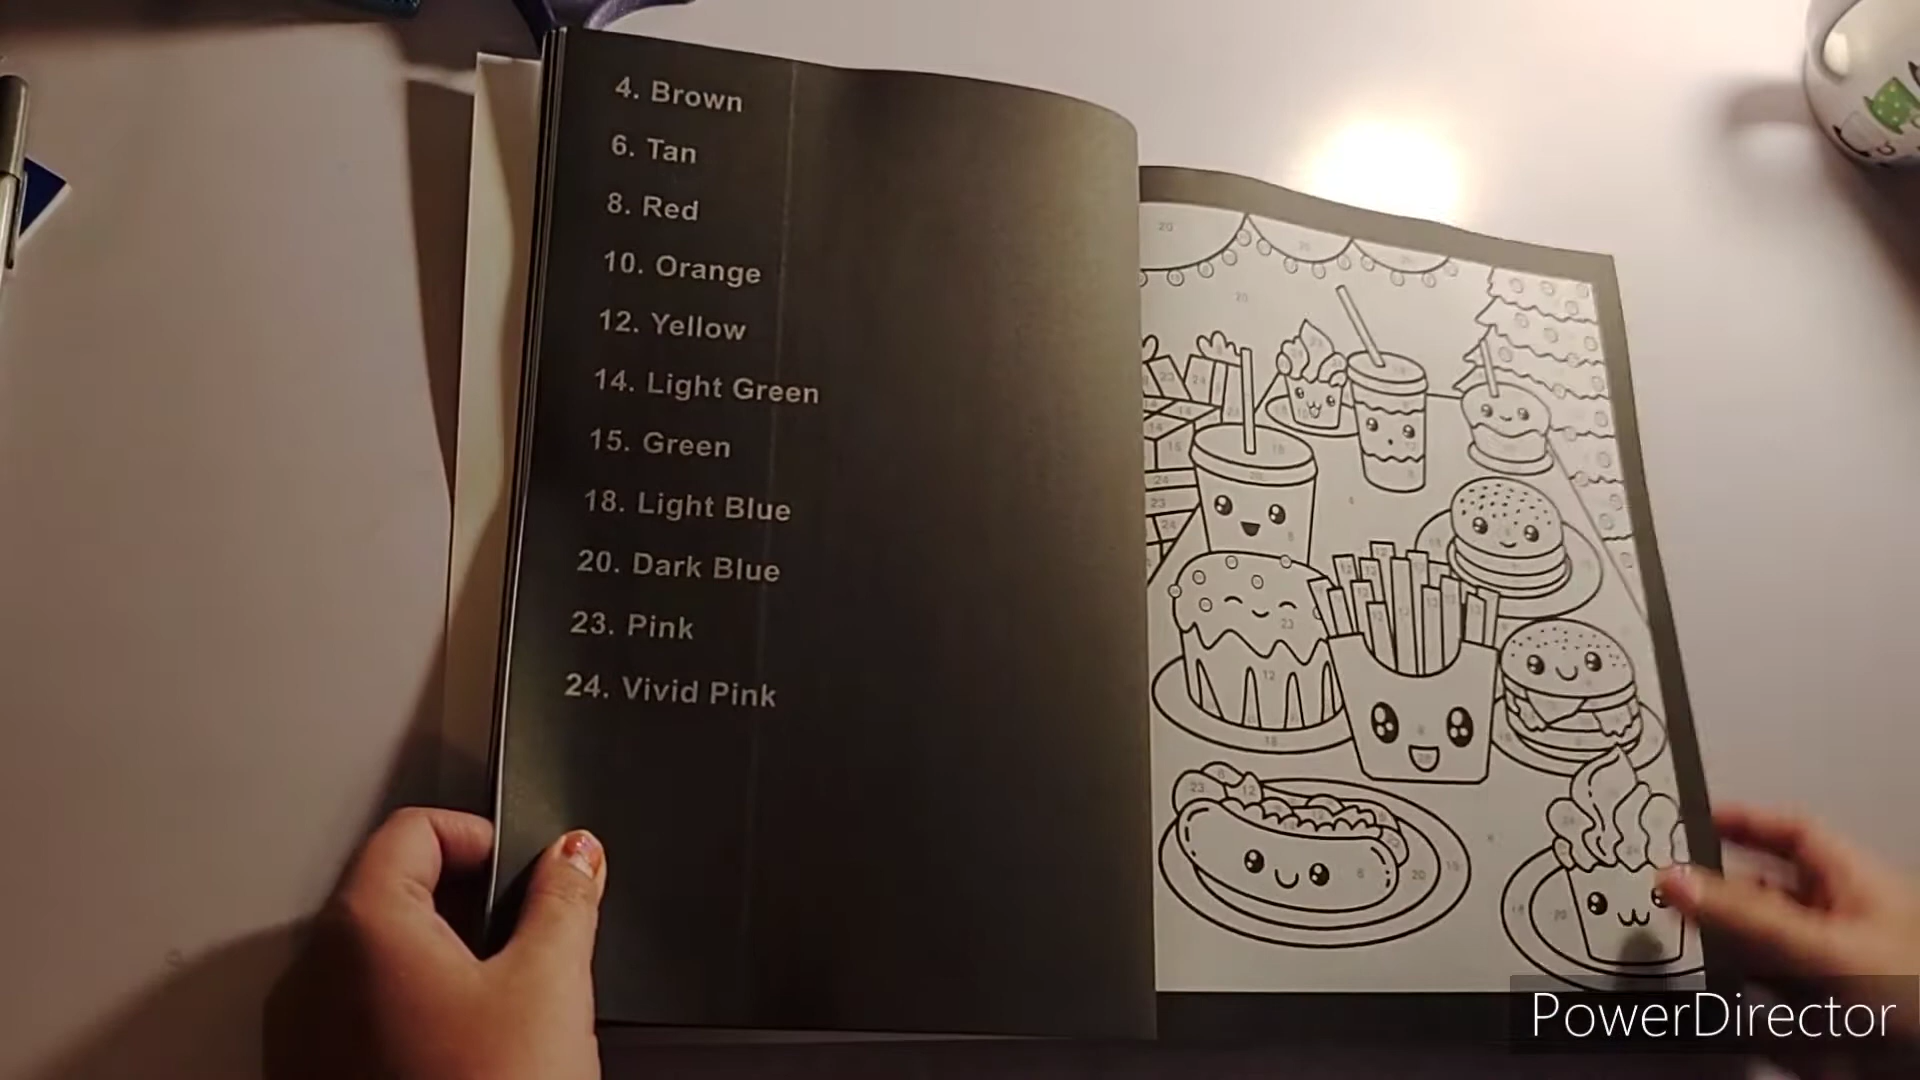 4. Brown
6. Tan
8. Red
10. Orange
12. Yellow
14. Light Green
15. Green
18. Light Blue
20. Dark Blue
23. Pink
24. Vivid Pink
PowerDirector